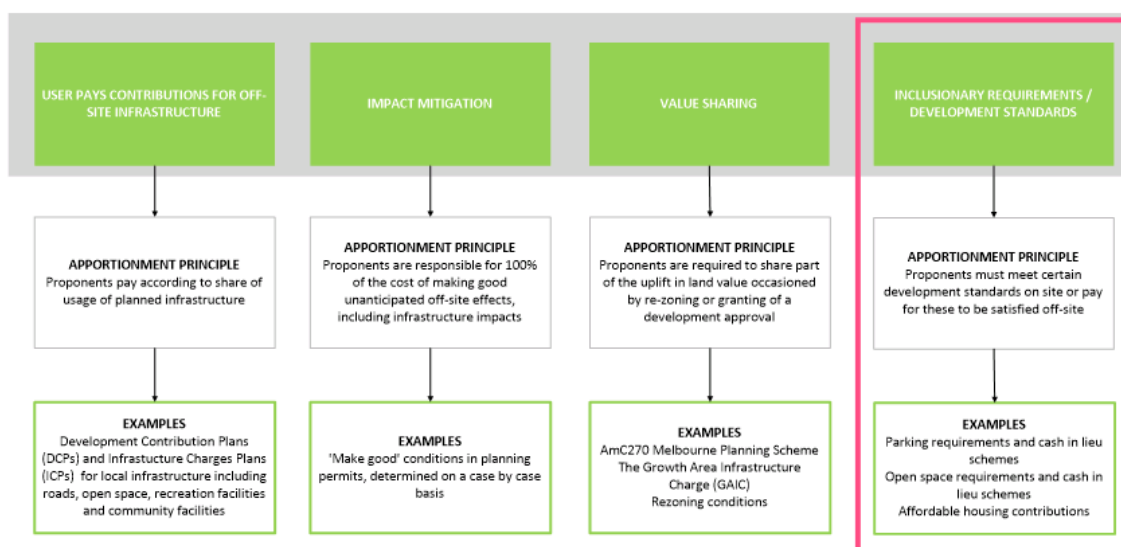 USER PAYS CONTRIBUTIONS FOR OFF-
SITE INFRASTRUCTURE
IMPACT MITIGATION
VALUE SHARING
INCLUSIONARY REQUIREMENTS /
DEVELOPMENT STANDARDS
APPORTIONMENT PRINCIPLE
Proponents pay according to share of
usage of planned infrastructure
APPORTIONMENT PRINCIPLE
Proponents are responsible for 100%
of the cost of making good
unanticipated off-site effects,
including infrastructure impacts
APPORTIONMENT PRINCIPLE
Proponents are required to share part
of the uplift in land value occasioned
by re-zoning or granting of a
development approval
APPORTIONMENT PRINCIPLE
Proponents must meet certain
development standards on site or pay
for these to be satisfied off-site
EXAMPLES
Development Contribution Plans
(DCPs) and Infrastucture Charges Plans
(ICPs) for local infrastructure including
roads, open space, recreation facilities
and community facilities
EXAMPLES
'Make good' conditions in planning
permits, determined on a case by case
basis
EXAMPLES
AmC270 Melbourne Planning Scheme
The Growth Area Infrastructure
Charge (GAIC)
Rezoning conditions
EXAMPLES
Parking requirements and cash in lieu
schemes
Open space requirements and cash in
lieu schemes
Affordable housing contributions